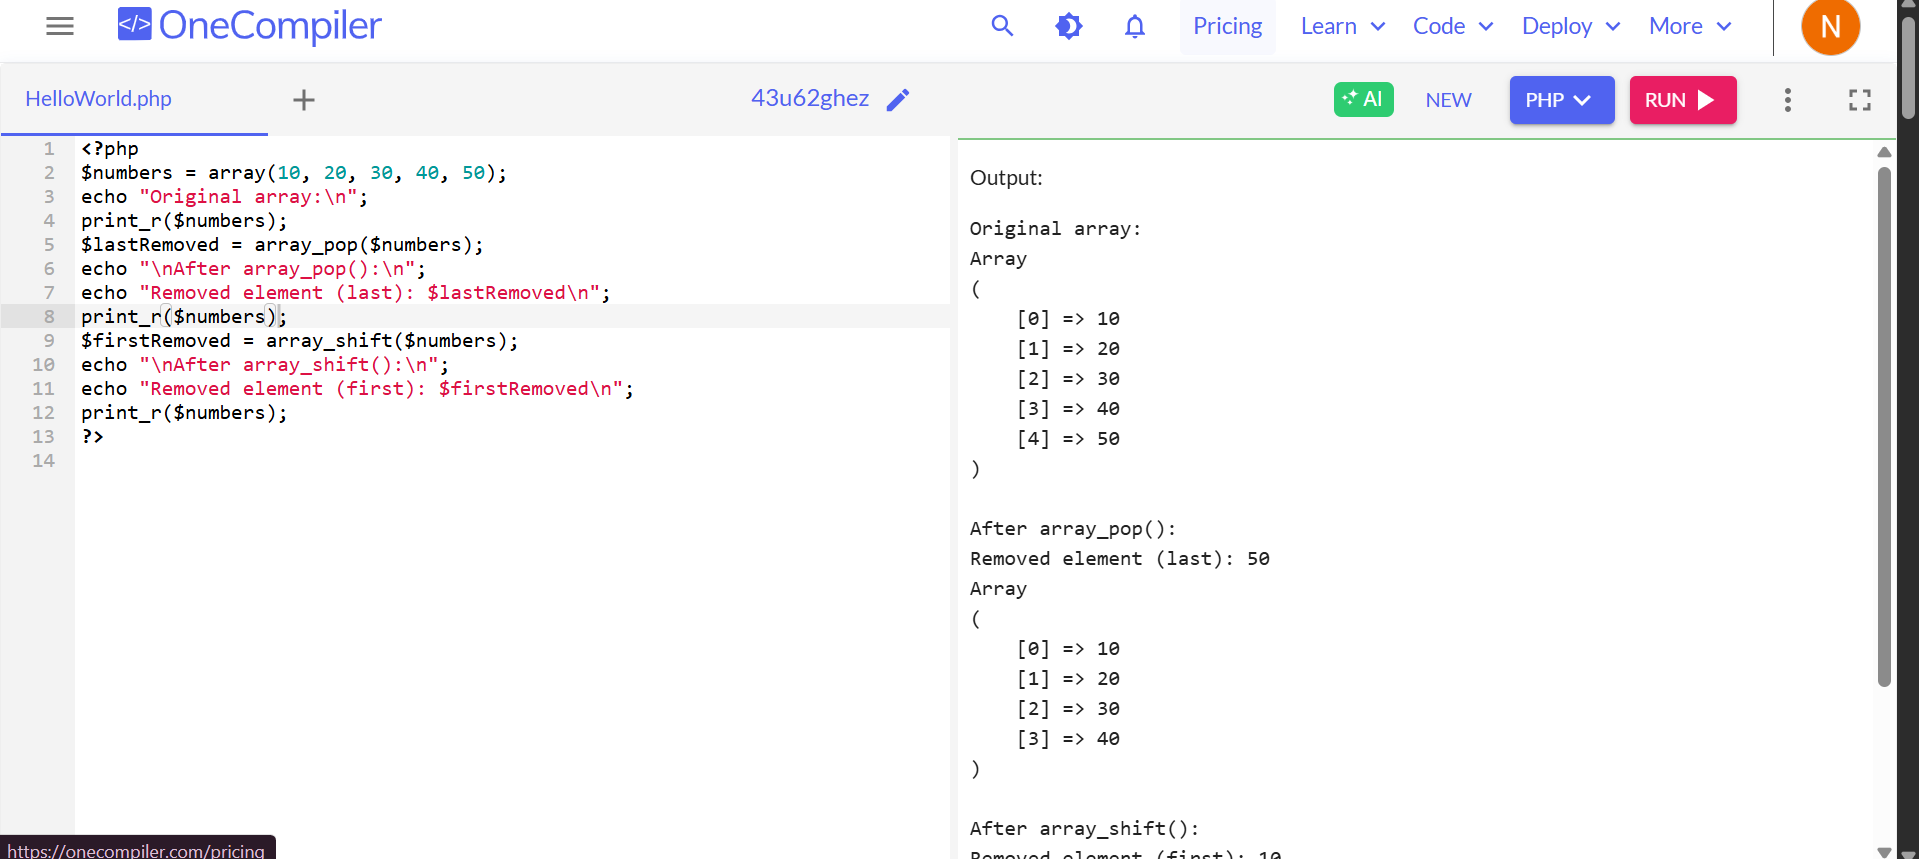 </> OneCompiler
Pricing
Learn
Code
Deploy
More
N
HelloWorld.php
43u62ghez
AI
NEW
PHP
RUN
1 <?php
2 $numbers = array(10, 20, 30, 40, 50);
3 echo "Original array:\n";
4 print_r($numbers);
5 $lastRemoved = array_pop($numbers);
6 echo "\nAfter array_pop():\n";
7 echo "Removed element (last): $lastRemoved\n";
8 print_r($numbers);
9 $firstRemoved = array_shift($numbers);
10 echo "\nAfter array_shift():\n";
11 echo "Removed element (first): $firstRemoved\n";
12 print_r($numbers);
13 ?>
14
Output:
Original array:
Array
(
    [0] => 10
    [1] => 20
    [2] => 30
    [3] => 40
    [4] => 50
)
After array_pop():
Removed element (last): 50
Array
(
    [0] => 10
    [1] => 20
    [2] => 30
    [3] => 40
)
After array_shift():
Removed element (first): 10
https://onecompiler.com/pricing